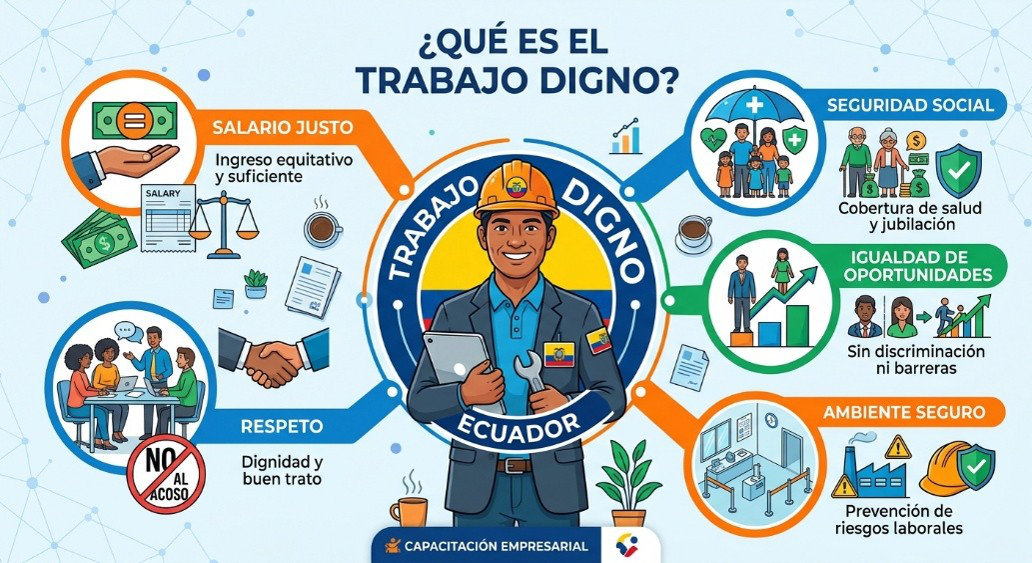 ¿QUÉ ES EL
TRABAJO DIGNO?
SALARIO JUSTO
Ingreso equitativo
y suficiente
SALARY
RESPETO
Dignidad y
buen trato
NO
AL
ACOSO
TRABAJO DIGNO
ECUADOR
SEGURIDAD SOCIAL
Cobertura de salud
y jubilación
IGUALDAD DE
OPORTUNIDADES
Sin discriminación
ni barreras
AMBIENTE SEGURO
Prevención de
riesgos laborales
CAPACITACIÓN EMPRESARIAL